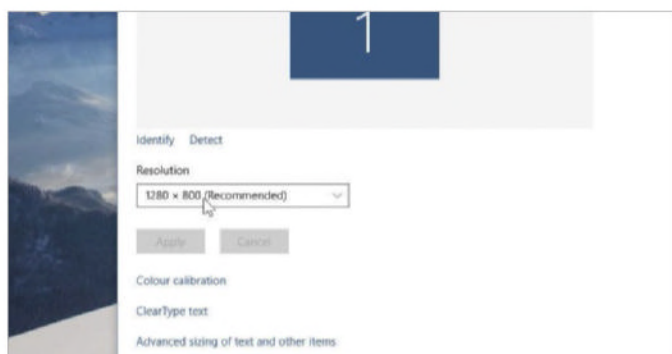 1
Identify Detect
Resolution
1280 × 800 (Recommended)
Apply Cancel
Colour calibration
ClearType text
Advanced sizing of text and other items